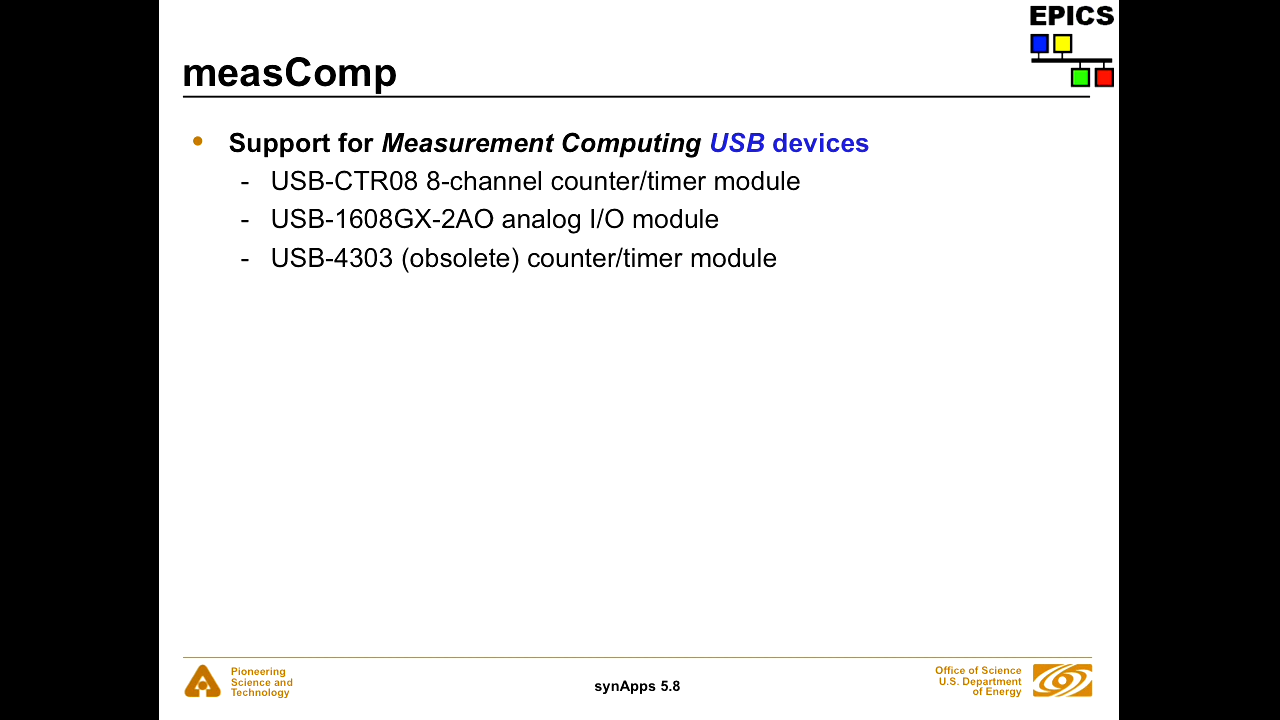 EPICS
measComp
• Support for Measurement Computing USB devices
- USB-CTR08 8-channel counter/timer module
- USB-1608GX-2AO analog I/O module
- USB-4303 (obsolete) counter/timer module
Pioneering
Science and
Technology
synApps 5.8
Office of Science
U.S. Department
of Energy